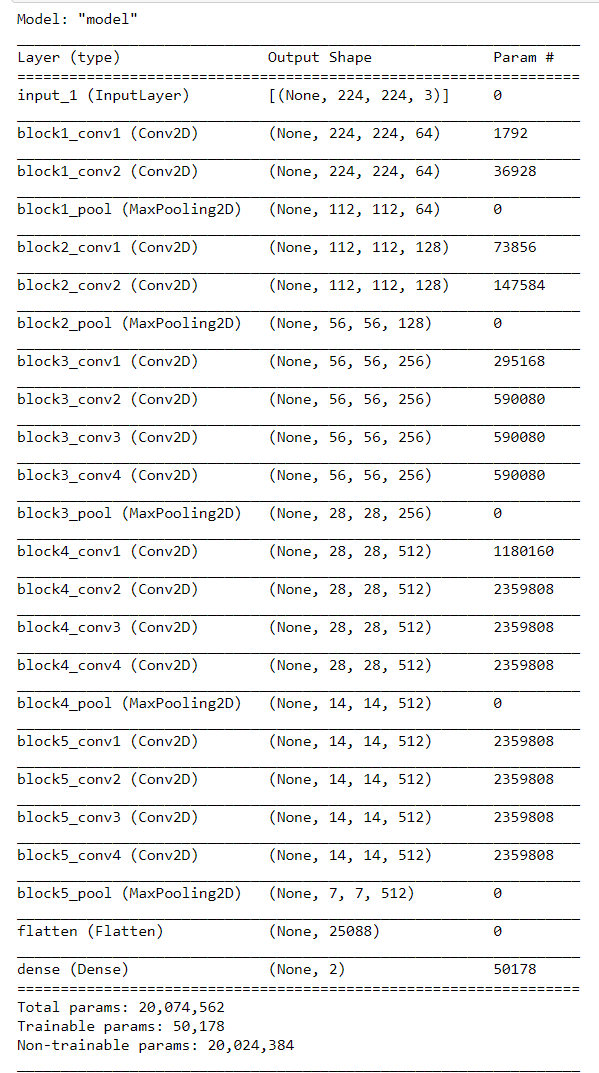 Model: "model"
Layer (type) Output Shape Param #
input_1 (InputLayer) [(None, 224, 224, 3)] 0
block1_conv1 (Conv2D) (None, 224, 224, 64) 1792
block1_conv2 (Conv2D) (None, 224, 224, 64) 36928
block1_pool (MaxPooling2D) (None, 112, 112, 64) 0
block2_conv1 (Conv2D) (None, 112, 112, 128) 73856
block2_conv2 (Conv2D) (None, 112, 112, 128) 147584
block2_pool (MaxPooling2D) (None, 56, 56, 128) 0
block3_conv1 (Conv2D) (None, 56, 56, 256) 295168
block3_conv2 (Conv2D) (None, 56, 56, 256) 590080
block3_conv3 (Conv2D) (None, 56, 56, 256) 590080
block3_conv4 (Conv2D) (None, 56, 56, 256) 590080
block3_pool (MaxPooling2D) (None, 28, 28, 256) 0
block4_conv1 (Conv2D) (None, 28, 28, 512) 1180160
block4_conv2 (Conv2D) (None, 28, 28, 512) 2359808
block4_conv3 (Conv2D) (None, 28, 28, 512) 2359808
block4_conv4 (Conv2D) (None, 28, 28, 512) 2359808
block4_pool (MaxPooling2D) (None, 14, 14, 512) 0
block5_conv1 (Conv2D) (None, 14, 14, 512) 2359808
block5_conv2 (Conv2D) (None, 14, 14, 512) 2359808
block5_conv3 (Conv2D) (None, 14, 14, 512) 2359808
block5_conv4 (Conv2D) (None, 14, 14, 512) 2359808
block5_pool (MaxPooling2D) (None, 7, 7, 512) 0
flatten (Flatten) (None, 25088) 0
dense (Dense) (None, 2) 50178
Total params: 20,074,562
Trainable params: 50,178
Non-trainable params: 20,024,384